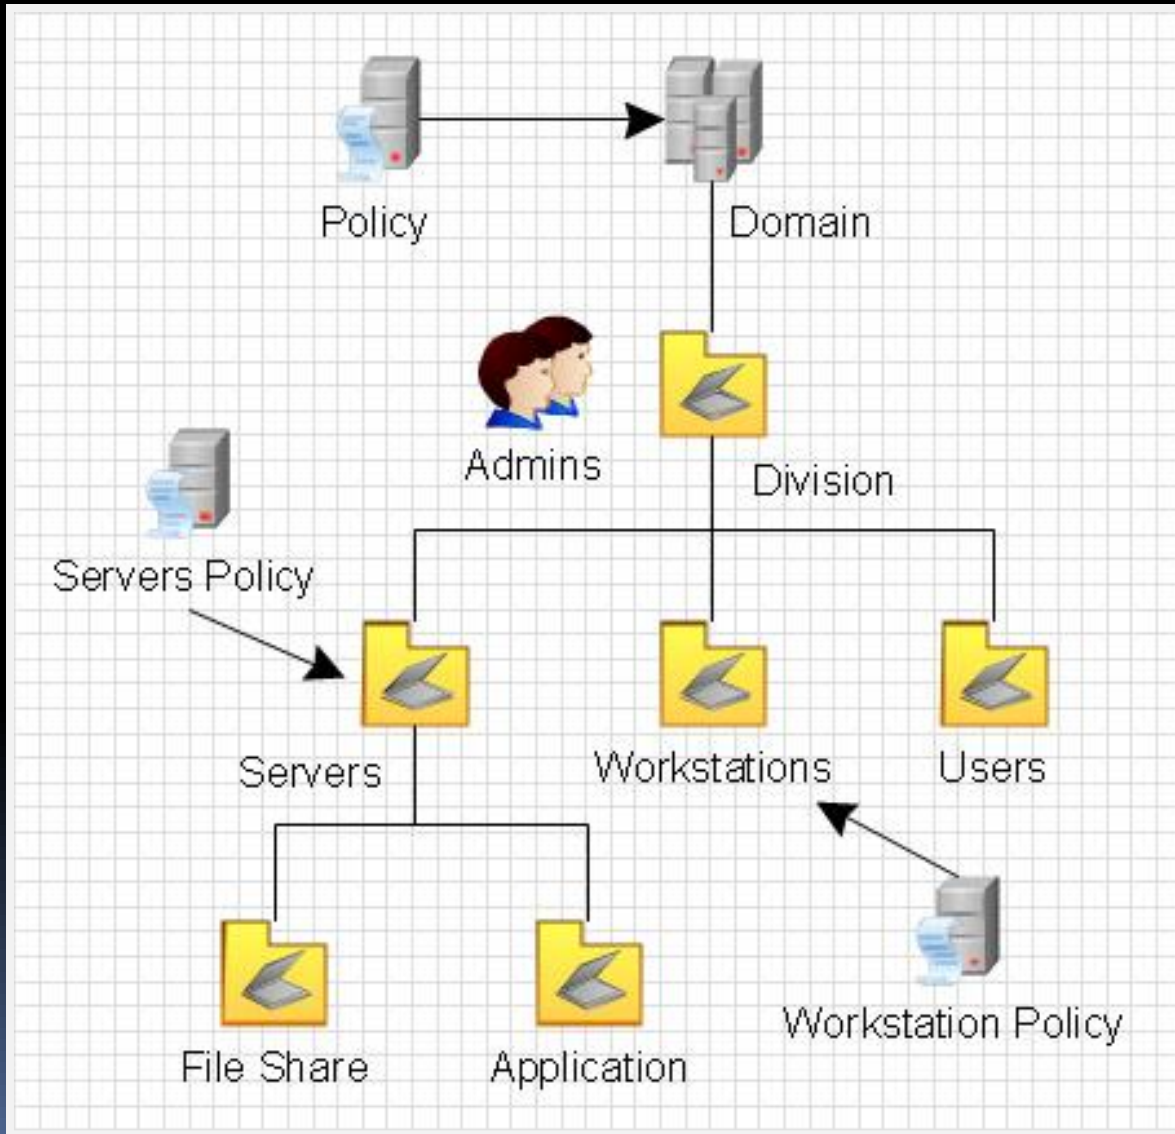 Policy
Domain
Admins
Division
Servers Policy
Servers
Workstations
Users
File Share
Application
Workstation Policy